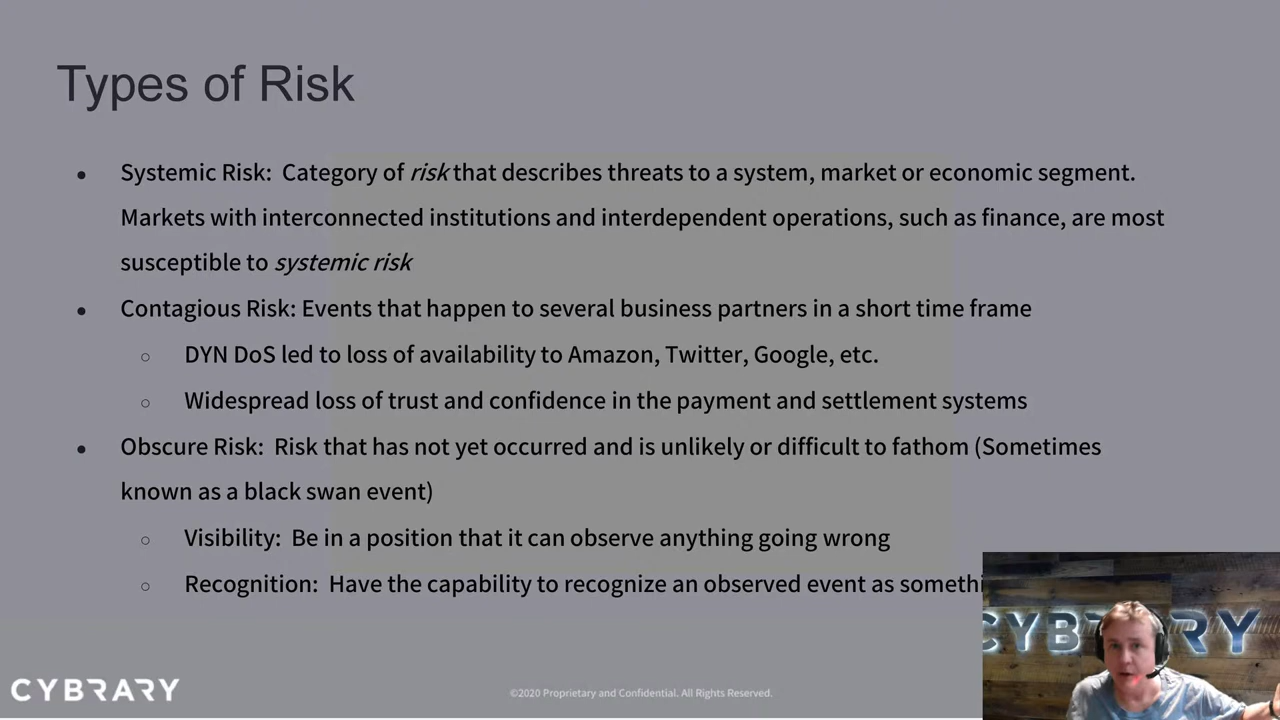 Types of Risk
● Systemic Risk: Category of risk that describes threats to a system, market or economic segment.
Markets with interconnected institutions and interdependent operations, such as finance, are most
susceptible to systemic risk
● Contagious Risk: Events that happen to several business partners in a short time frame
○ DYN DoS led to loss of availability to Amazon, Twitter, Google, etc.
○ Widespread loss of trust and confidence in the payment and settlement systems
● Obscure Risk: Risk that has not yet occurred and is unlikely or difficult to fathom (Sometimes
known as a black swan event)
○ Visibility: Be in a position that it can observe anything going wrong
○ Recognition: Have the capability to recognize an observed event as
CYBRARY
©2020 Proprietary and Confidential. All Rights Reserved.